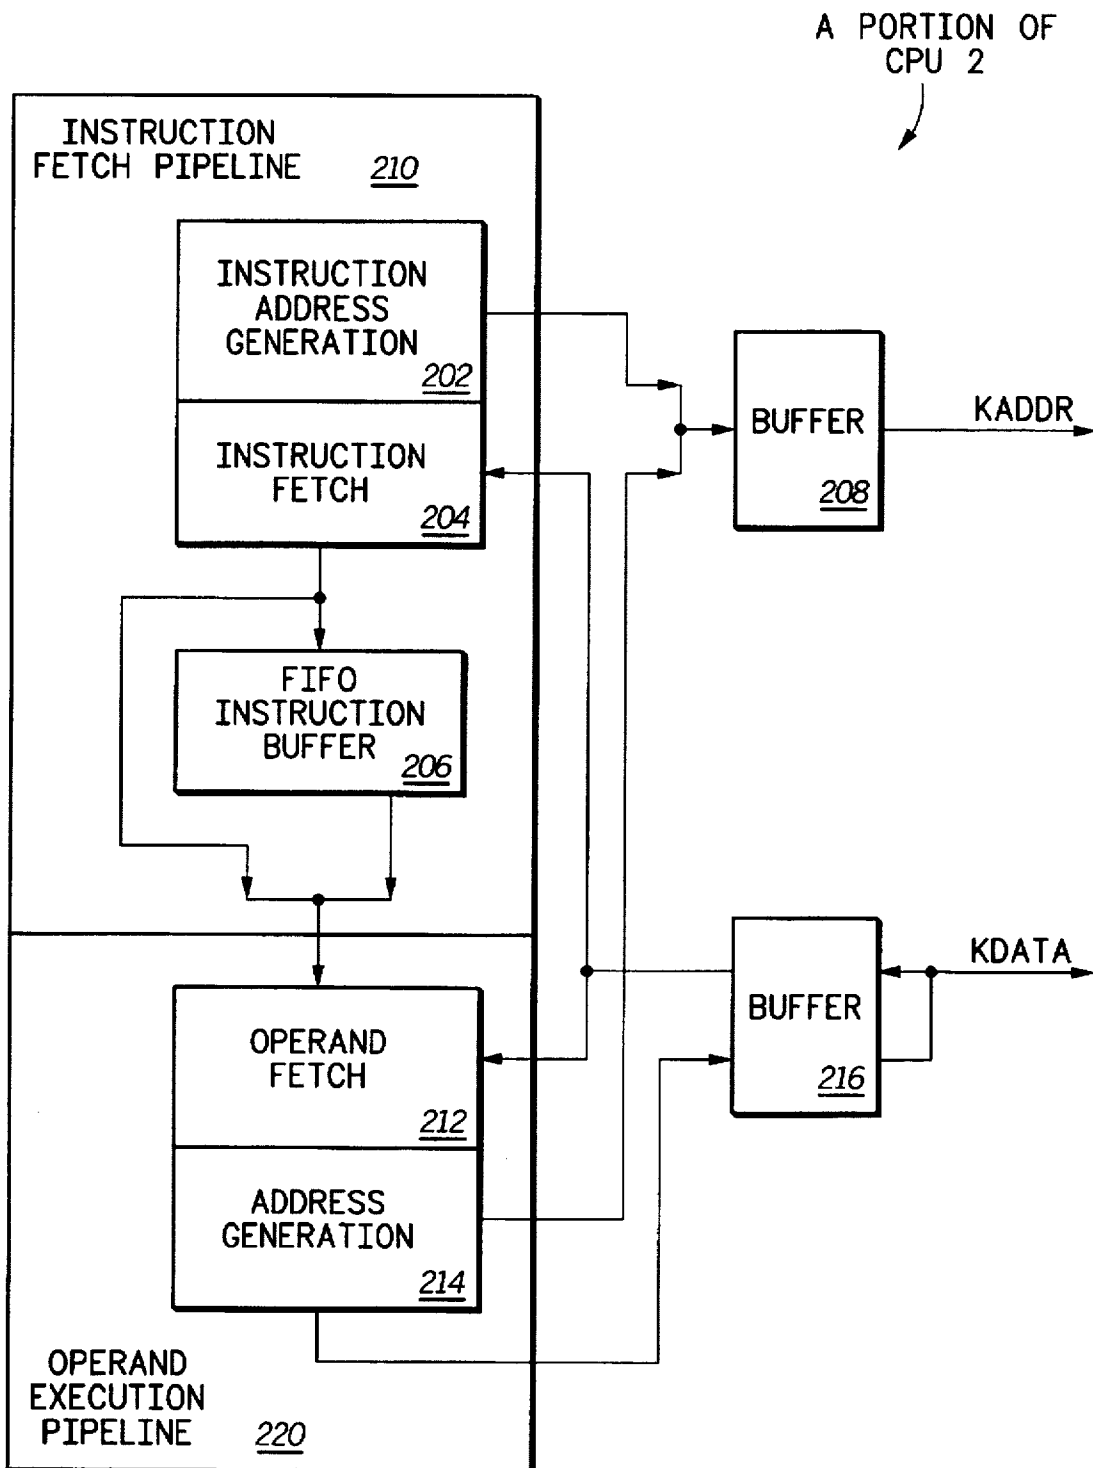 A PORTION OF
CPU 2
INSTRUCTION
FETCH PIPELINE 210
INSTRUCTION
ADDRESS
GENERATION
202
INSTRUCTION
FETCH
204
BUFFER
208
KADDR
FIFO
INSTRUCTION
BUFFER
206
KDATA
BUFFER
216
OPERAND
FETCH
212
ADDRESS
GENERATION
214
OPERAND
EXECUTION
PIPELINE 220